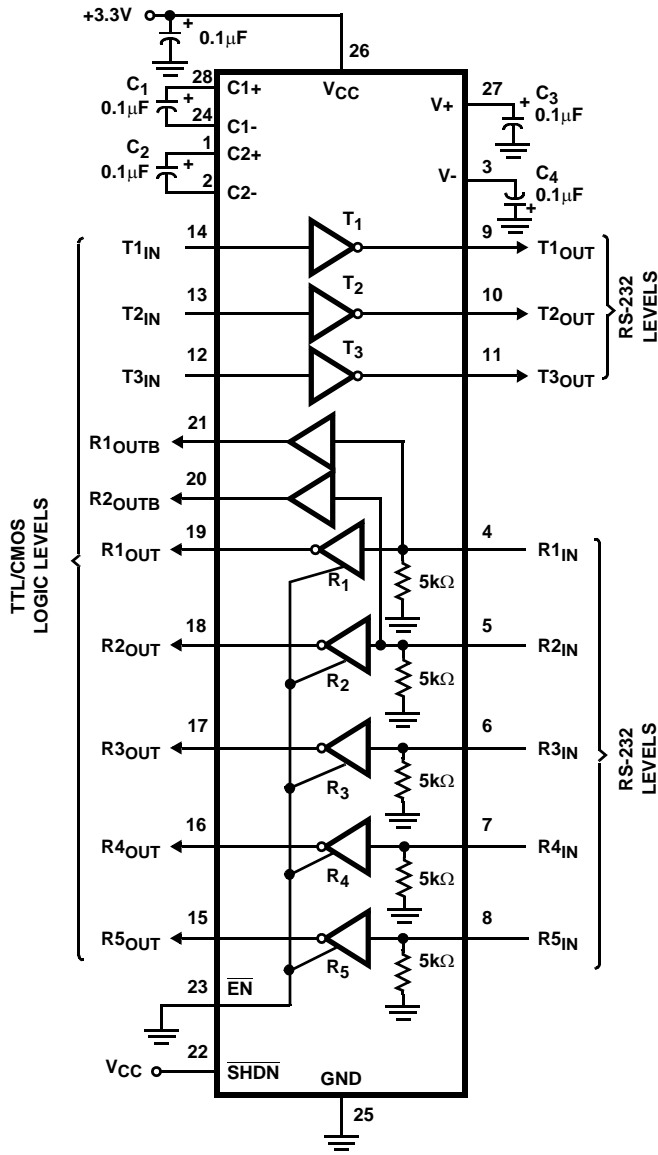 +3.3V
+
0.1µF
26
28
C1
0.1µF
+
C1+
VCC
27
V+
+
C3
0.1µF
24
C1-
1
C2
0.1µF
+
C2+
3
V-
C4
0.1µF
+
2
C2-
T1IN
14
T1
9
T1OUT
T2IN
13
T2
10
T2OUT
T3IN
12
T3
11
T3OUT
RS-232
LEVELS
R1OUTB
21
R2OUTB
20
R1OUT
19
R1
5kΩ
4
R1IN
R2OUT
18
R2
5kΩ
5
R2IN
R3OUT
17
R3
5kΩ
6
R3IN
R4OUT
16
R4
5kΩ
7
R4IN
R5OUT
15
R5
5kΩ
8
R5IN
TTL/CMOS
LOGIC LEVELS
RS-232
LEVELS
23
EN
22
VCC
SHDN
GND
25